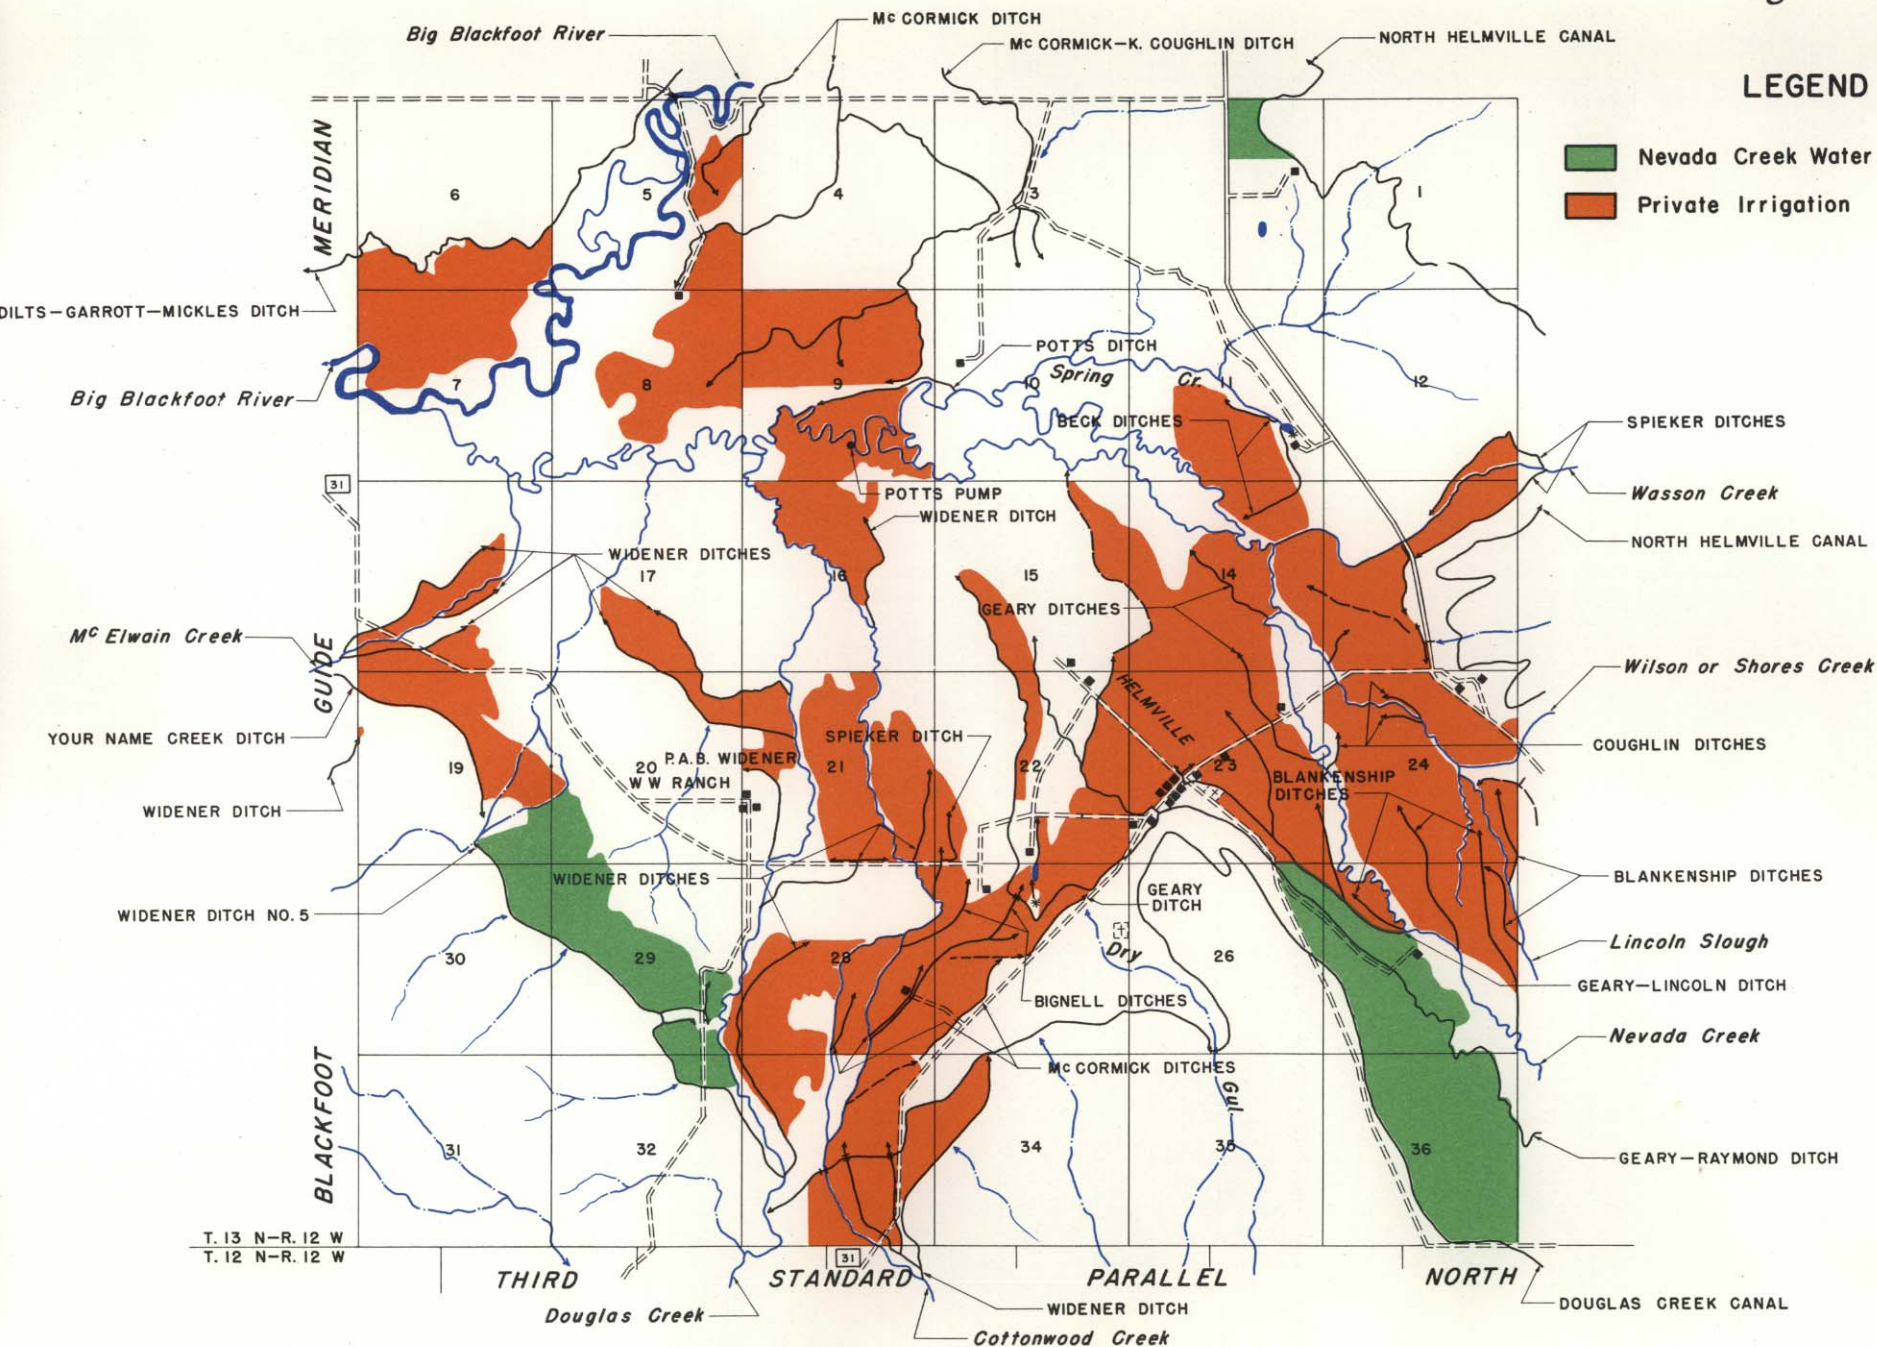 Mc CORMICK DITCH
Big Blackfoot River
Mc CORMICK-K. COUGHLIN DITCH
NORTH HELMVILLE CANAL
LEGEND
Nevada Creek Water
Private Irrigation
MERIDIAN
6
5
4
3
1
DILTS-GARROTT-MICKLES DITCH
POTTS DITCH
Big Blackfoot River
7
8
9
10
Spring Cr.
11
12
BECK DITCHES
SPIEKER DITCHES
31
POTTS PUMP
WIDENER DITCH
Wasson Creek
NORTH HELMVILLE CANAL
WIDENER DITCHES
17
16
15
14
GEARY DITCHES
Mc Elwain Creek
GUIDE
Wilson or Shores Creek
HELMVILLE
YOUR NAME CREEK DITCH
SPIEKER DITCH
COUGHLIN DITCHES
19
20
P.A.B. WIDENER
WW RANCH
21
22
23
24
BLANKENSHIP
DITCHES
WIDENER DITCH
WIDENER DITCHES
BLANKENSHIP DITCHES
GEARY
DITCH
WIDENER DITCH NO. 5
Lincoln Slough
30
29
28
Dry
26
GEARY-LINCOLN DITCH
BIGNELL DITCHES
Nevada Creek
Mc CORMICK DITCHES
Gul.
BLACKFOOT
31
32
34
35
36
GEARY-RAYMOND DITCH
T. 13 N-R. 12 W
T. 12 N-R. 12 W
31
THIRD STANDARD PARALLEL NORTH
Douglas Creek
WIDENER DITCH
DOUGLAS CREEK CANAL
Cottonwood Creek